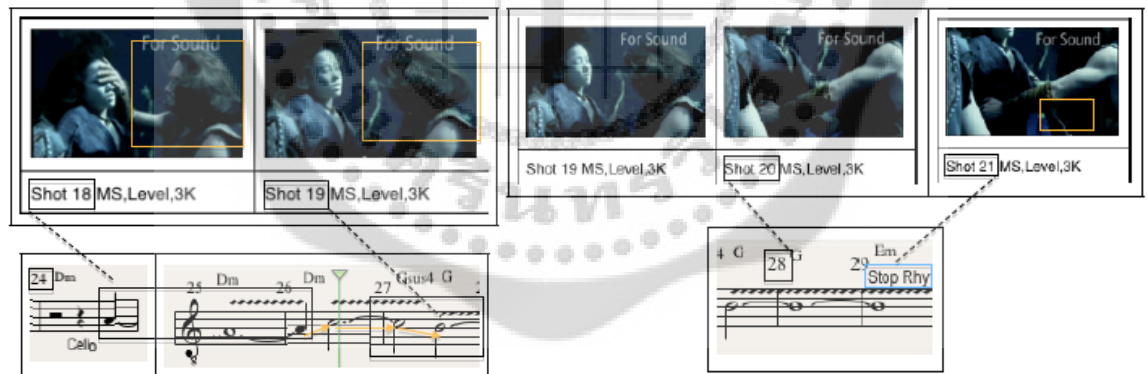 For Sound
For Sound
Shot 18 MS,Level,3K
Shot 19 MS,Level,3K
For Sound
For Sound
For Sound
Shot 19 MS,Level,3K
Shot 20 MS,Level,3K
Shot 21 MS,Level,3K
24 Dm
Cello
25 Dm 26 Dm 27 Gsus4 G
4 G 28 G 29 Em
Stop Rhy